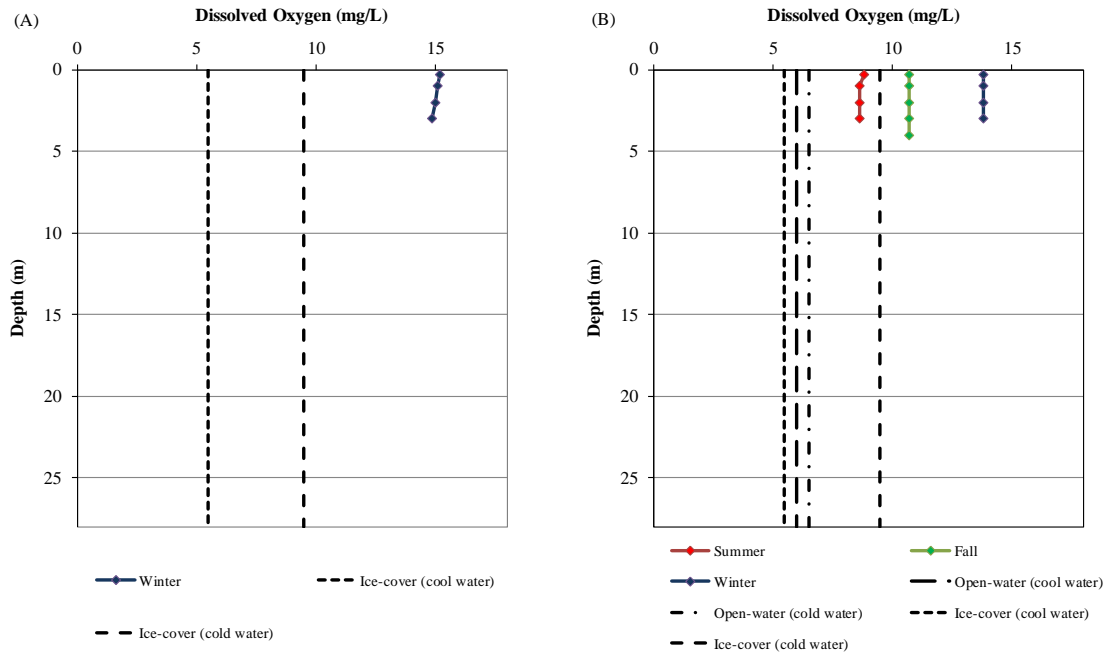 (A)
Dissolved Oxygen (mg/L)
0 5 10 15
0
5
10
15
20
25
Depth (m)
Winter
Ice-cover (cool water)
Ice-cover (cold water)
(B)
Dissolved Oxygen (mg/L)
0 5 10 15
0
5
10
15
20
25
Depth (m)
Summer
Fall
Winter
Open-water (cool water)
Open-water (cold water)
Ice-cover (cool water)
Ice-cover (cold water)